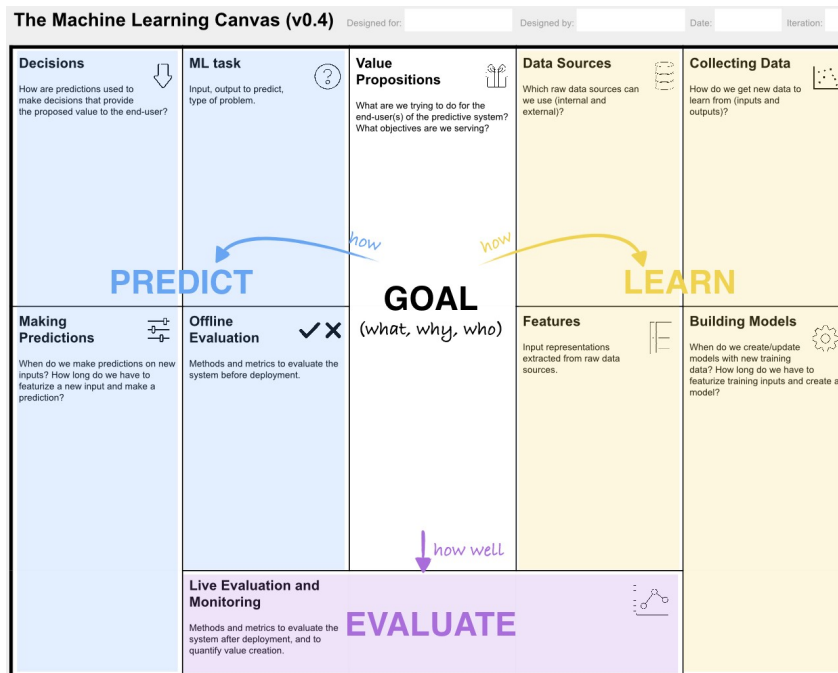 The Machine Learning Canvas (v0.4)
Designed for:
Designed by:
Date:
Iteration:
Decisions
How are predictions used to
make decisions that provide
the proposed value to the end-user?
ML task
Input, output to predict,
type of problem.
Value
Propositions
What are we trying to do for the
end-user(s) of the predictive system?
What objectives are we serving?
Data Sources
Which raw data sources can
we use (internal and
external)?
Collecting Data
How do we get new data to
learn from (inputs and
outputs)?
how
how
PREDICT
GOAL
(what, why, who)
LEARN
Making
Predictions
When do we make predictions on new
inputs? How long do we have to
featurize a new input and make a
prediction?
Offline
Evaluation
Methods and metrics to evaluate the
system before deployment.
Features
Input representations
extracted from raw data
sources.
Building Models
When do we create/update
models with new training
data? How long do we have to
featurize training inputs and create a
model?
how well
Live Evaluation and
Monitoring
Methods and metrics to evaluate the
system after deployment, and to
quantify value creation.
EVALUATE